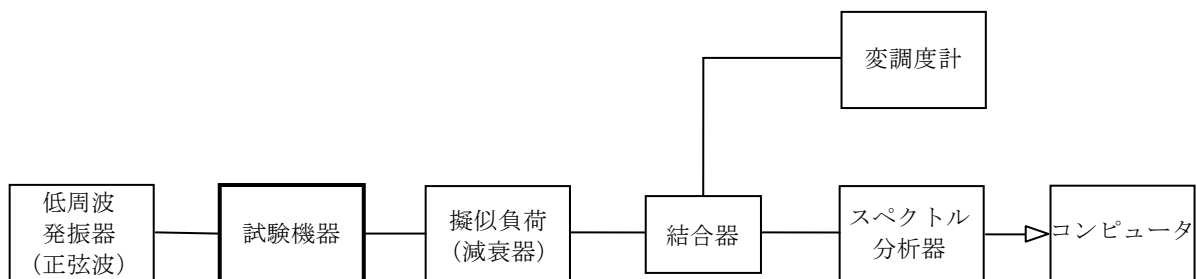 変調度計
低周波
発振器
(正弦波)
試験機器
擬似負荷
(減衰器)
結合器
スペクトル
分析器
コンピュータ